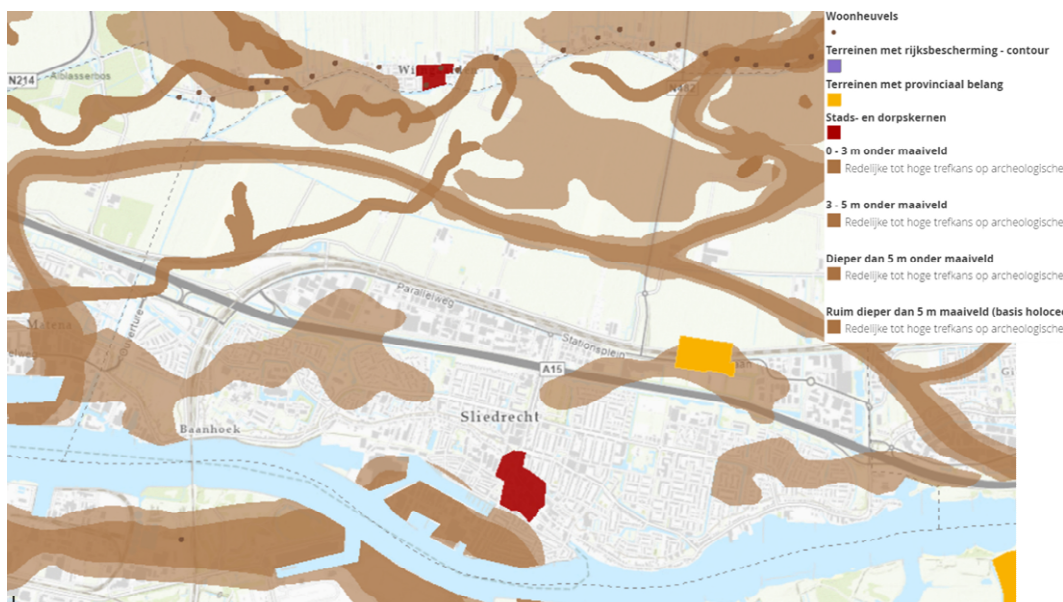 Woonheuvels
Terreinen met rijksbescherming - contour
Terreinen met provinciaal belang
Stads- en dorpskernen
0 - 3 m onder maaiveld
Redelijke tot hoge trefkans op archeologische
3 - 5 m onder maaiveld
Redelijke tot hoge trefkans op archeologische
Dieper dan 5 m onder maaiveld
Redelijke tot hoge trefkans op archeologische
Ruim dieper dan 5 m maaiveld (basis holoce
Redelijke tot hoge trefkans op archeologische
N214
Alblasserbos
N482
Parallelweg
Stationsplein
A15
Matena
Sliedrecht
Baanhoek